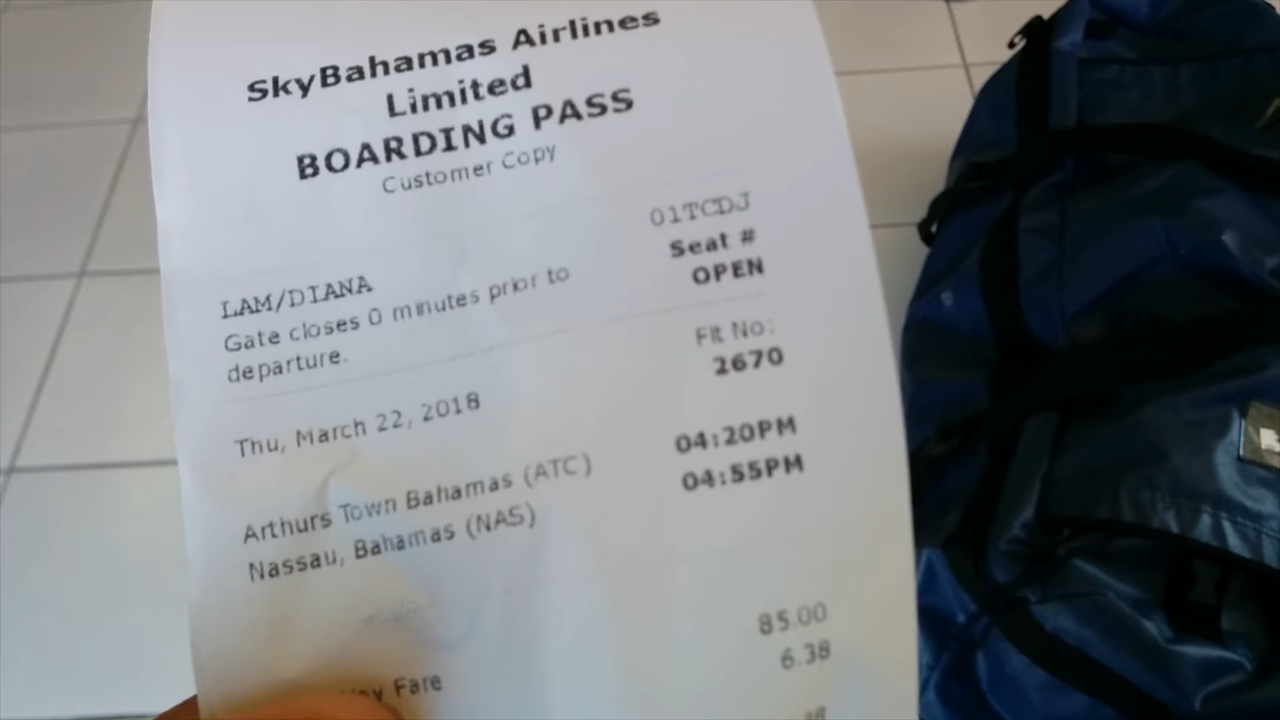 SkyBahamas Airlines
Limited
BOARDING PASS
Customer Copy
01TCDJ
LAM/DIANA
Seat #
Gate closes 0 minutes prior to
OPEN
departure.
Flt No:
2670
Thu, March 22, 2018
Arthurs Town Bahamas (ATC) 04:20PM
Nassau, Bahamas (NAS) 04:55PM
85.00
Fare 6.38